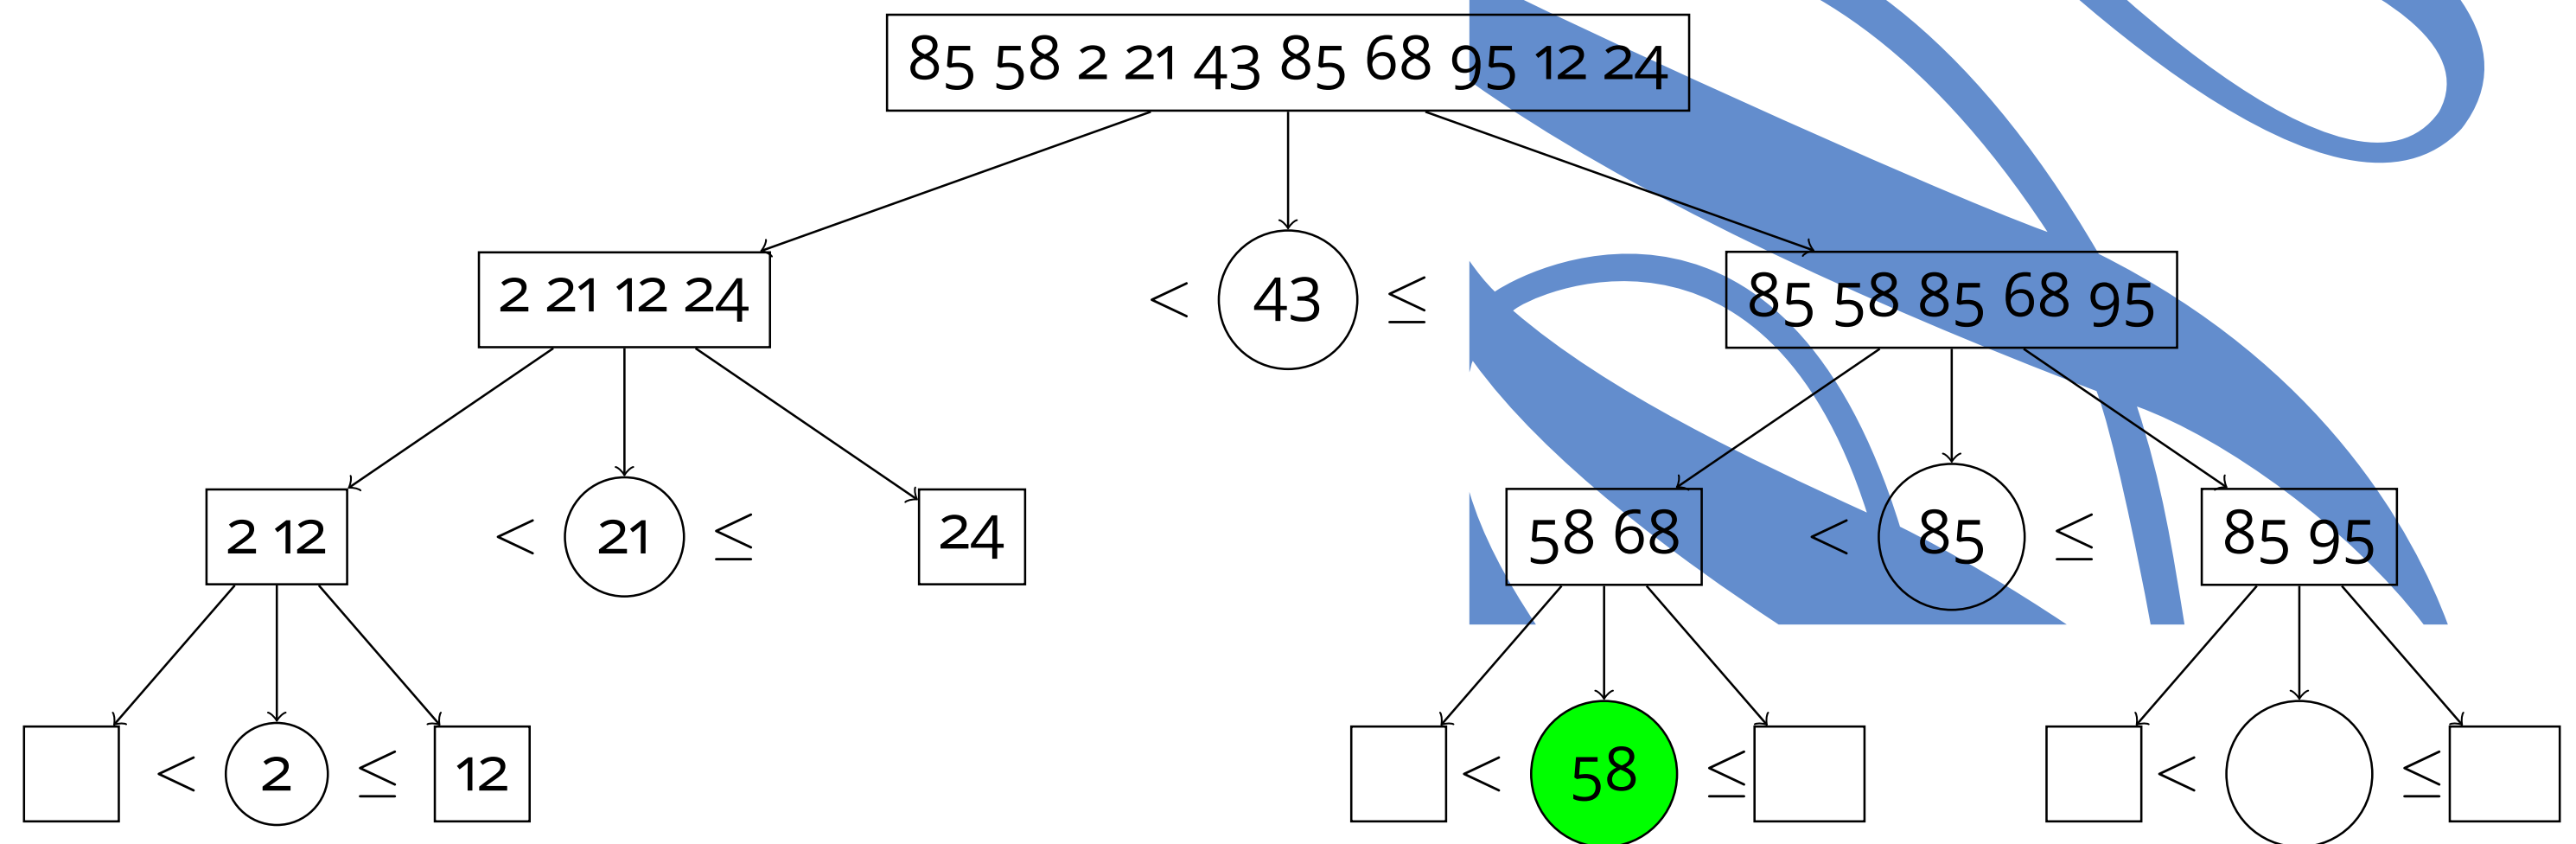 85 58 2 21 43 85 68 95 12 24
2 21 12 24 < 43 ≤ 85 58 85 68 95
2 12 < 21 ≤ 24 58 68 < 85 ≤ 85 95
< 2 ≤ 12 < 58 ≤ < ≤